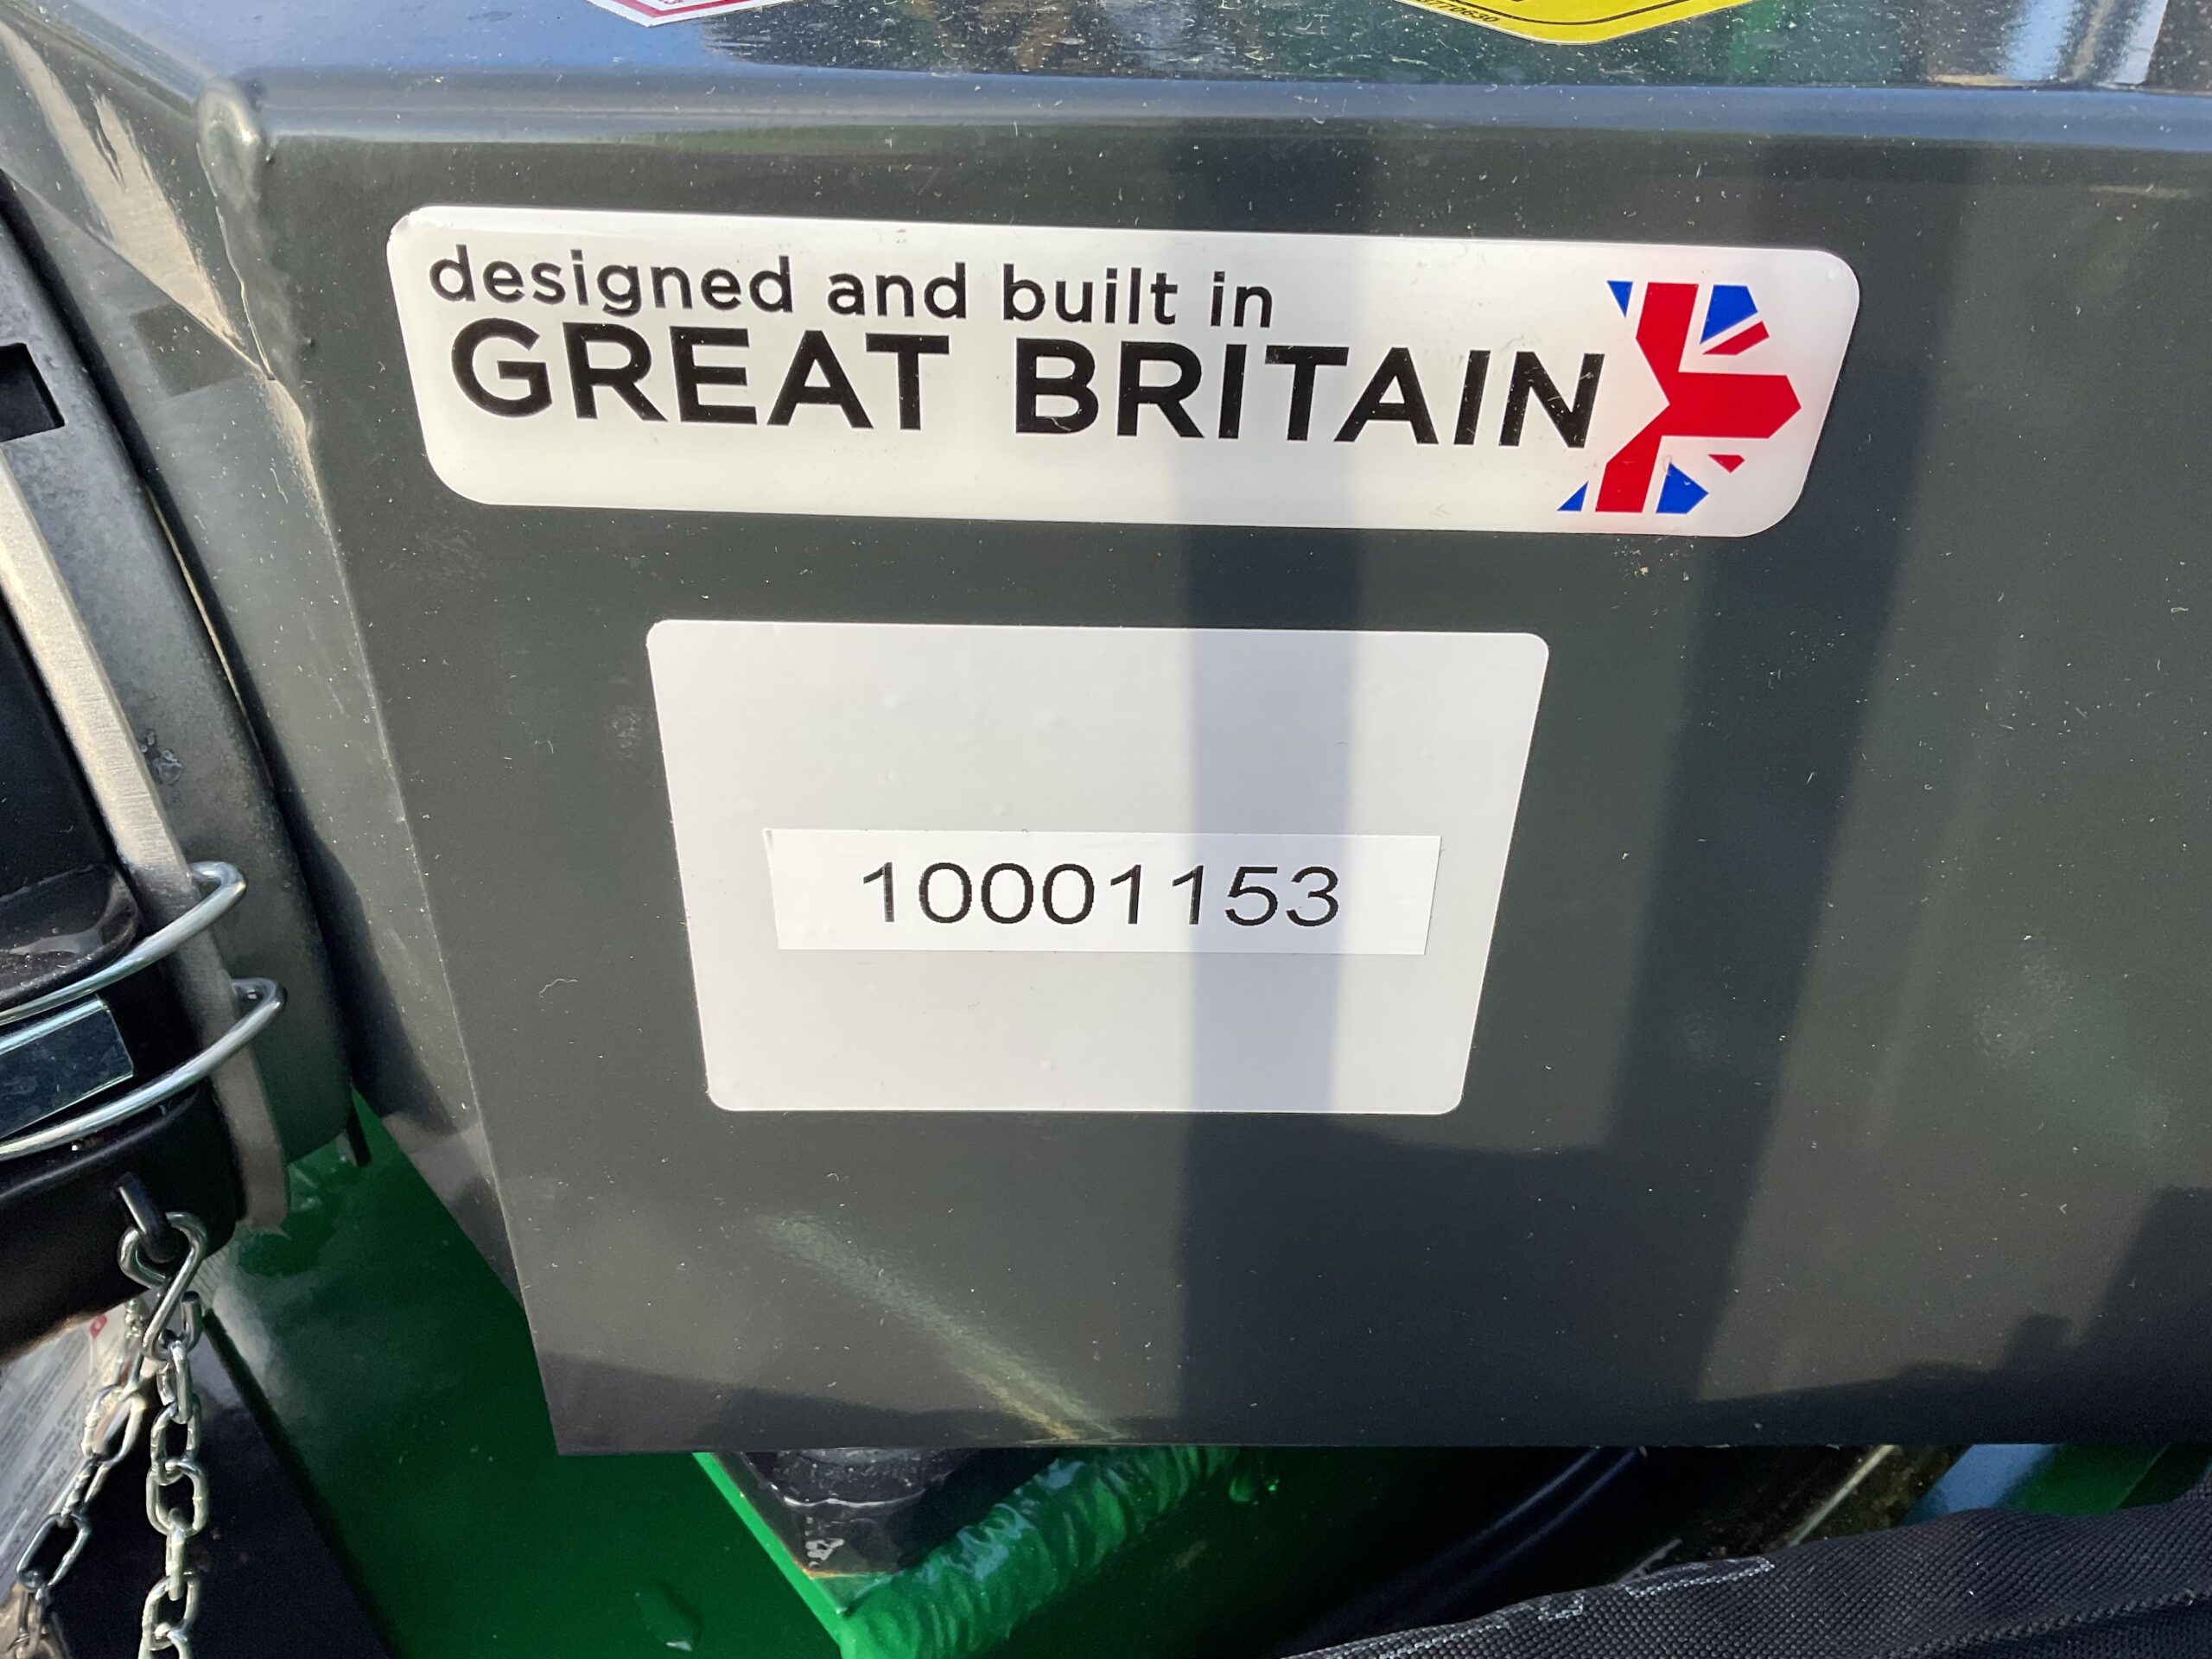 designed and built in
GREAT BRITAIN
10001153